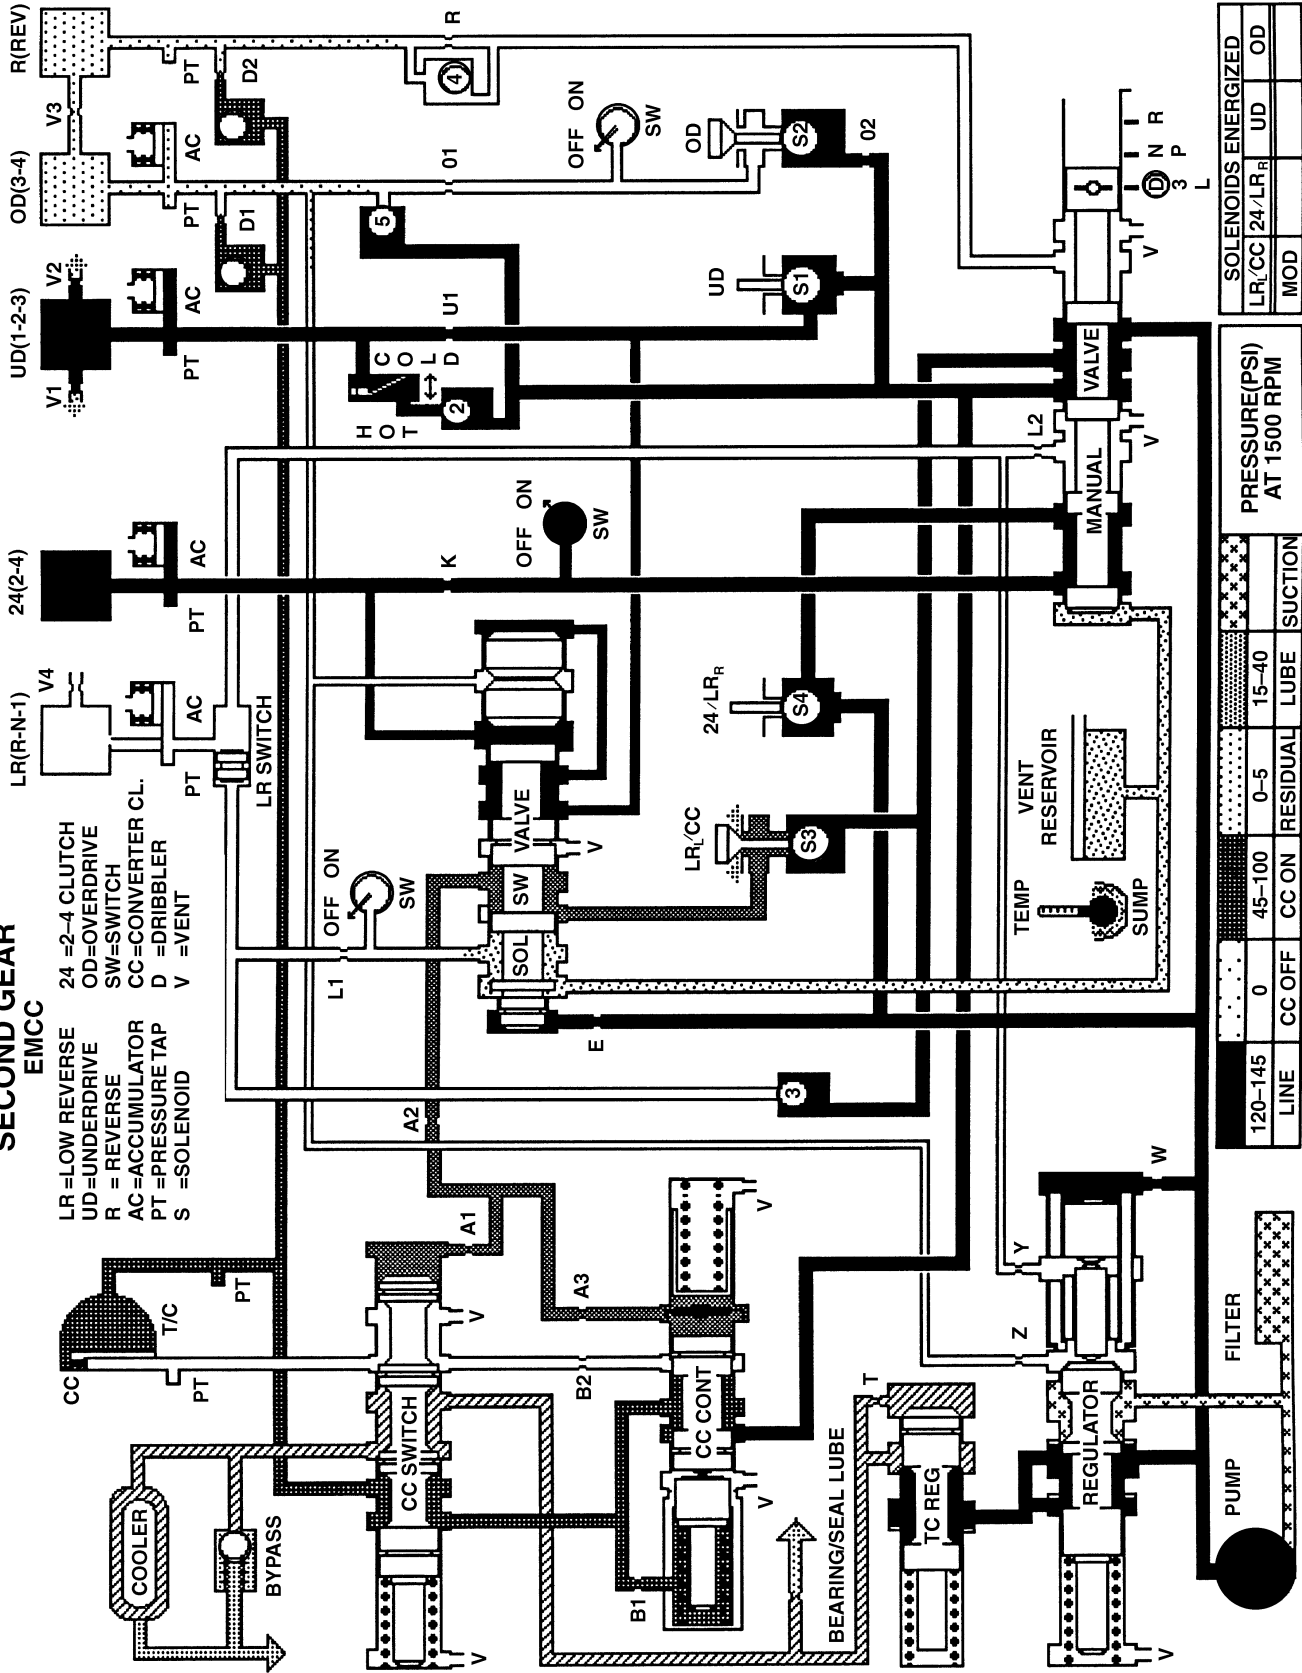 SECOND GEAR
EMCC
LR =LOW REVERSE
UD =UNDERDRIVE
R = REVERSE
AC =ACCUMULATOR
PT =PRESSURE TAP
S =SOLENOID
24 =2-4 CLUTCH
OD=OVERDRIVE
SW=SWITCH
CC=CONVERTER CL.
D =DRIBBLER
V =VENT
LR(R-N-1)
V4
24(2-4)
UD(1-2-3)
V1
V2
OD(3-4)
V3
R(REV)
PT
AC
PT
AC
PT
AC
PT
AC
PT
LR SWITCH
D1
D2
CC
T/C
PT
PT
COOLER
BYPASS
CC SWITCH
V
V
A1
A2
A3
L1
OFF ON
SW
HOT
COLD
2
5
4
K
U1
01
R
OFF ON
SW
OFF ON
SW
SOL SW VALVE
V
E
B1
B2
CC CONT
V
V
LRL/CC
S3
24/LRR
S4
UD
S1
OD
S2
02
3
BEARING/SEAL LUBE
T
TC REG
TEMP
SUMP
VENT
RESERVOIR
Z
Y
W
REGULATOR
V
MANUAL VALVE
L2
V
V
D N R
3 P
L
PUMP
FILTER
120–145 0 45–100 0–5 15–40
LINE CC OFF CC ON RESIDUAL LUBE SUCTION
PRESSURE(PSI)
AT 1500 RPM
SOLENOIDS ENERGIZED
LRL/CC 24/LRR UD OD
MOD